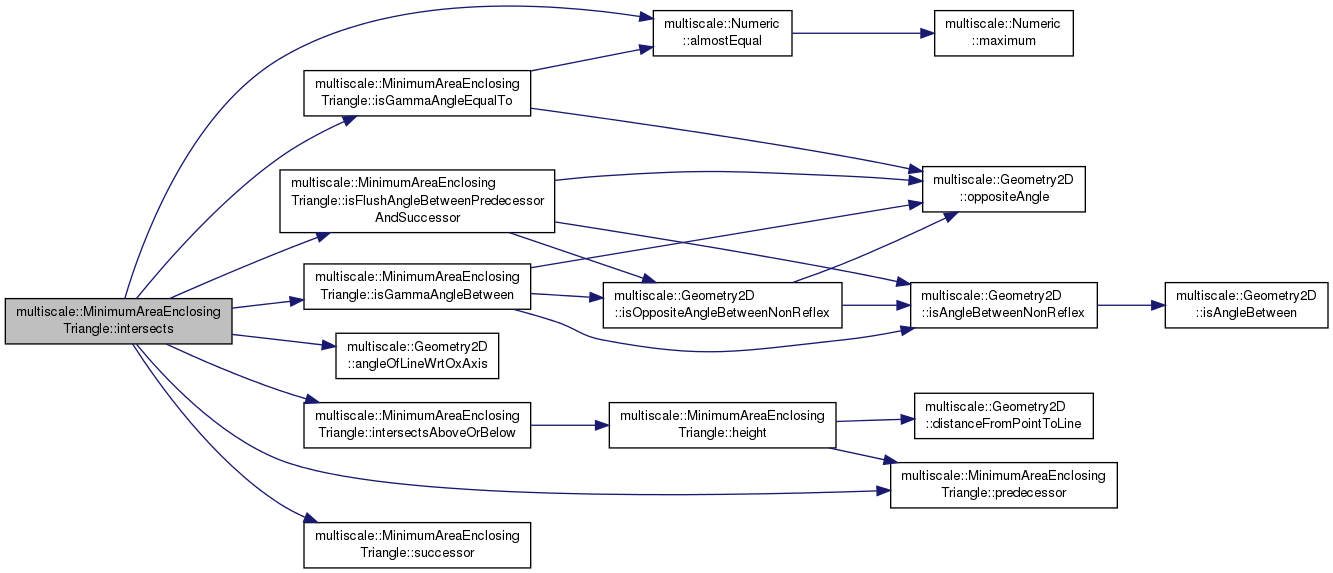 multiscale::Numeric
::almostEqual
multiscale::Numeric
::maximum
multiscale::MinimumAreaEnclosing
Triangle::isGammaAngleEqualTo
multiscale::MinimumAreaEnclosing
Triangle::isFlushAngleBetweenPredecessor
AndSuccessor
multiscale::Geometry2D
::oppositeAngle
multiscale::MinimumAreaEnclosing
Triangle::isGammaAngleBetween
multiscale::Geometry2D
::isOppositeAngleBetweenNonReflex
multiscale::Geometry2D
::isAngleBetweenNonReflex
multiscale::Geometry2D
::isAngleBetween
multiscale::MinimumAreaEnclosing
Triangle::intersects
multiscale::Geometry2D
::angleOfLineWrtOxAxis
multiscale::MinimumAreaEnclosing
Triangle::intersectsAboveOrBelow
multiscale::MinimumAreaEnclosing
Triangle::height
multiscale::Geometry2D
::distanceFromPointToLine
multiscale::MinimumAreaEnclosing
Triangle::predecessor
multiscale::MinimumAreaEnclosing
Triangle::successor